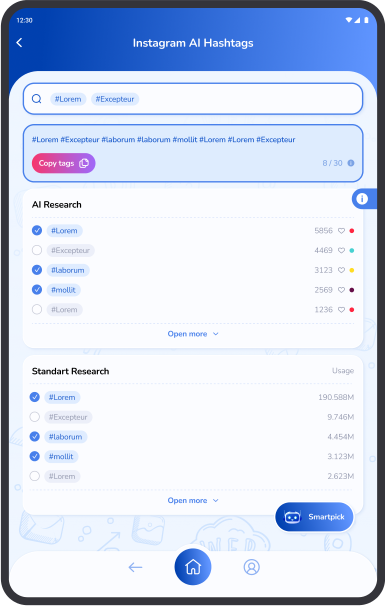 12:30
Instagram AI Hashtags
#Lorem #Excepteur
#Lorem #Excepteur #laborum #laborum #mollit #Lorem #Lorem #Excepteur
Copy tags 8 / 30
AI Research
#Lorem 5856
#Excepteur 4469
#laborum 3123
#mollit 2569
#Lorem 1236
Open more
Standart Research Usage
#Lorem 190.588M
#Excepteur 9.746M
#laborum 4.454M
#mollit 3.123M
#Lorem 2.623M
Open more
Smartpick